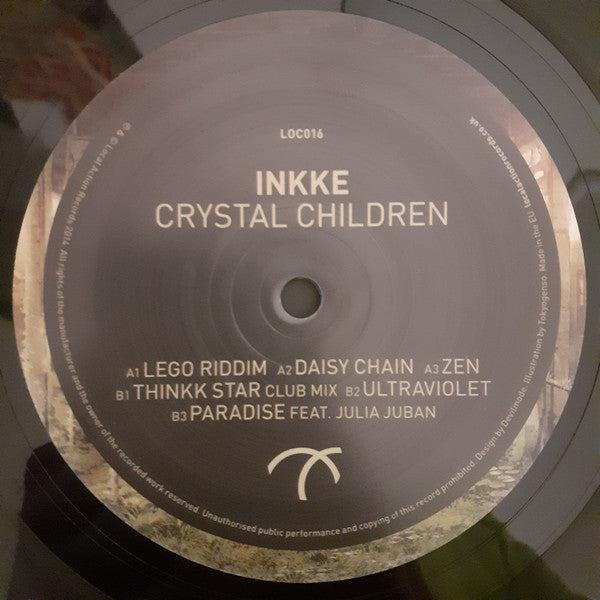 LOC016
INKKE
CRYSTAL CHILDREN
A1 LEGO RIDDIM A2 DAISY CHAIN A3 ZEN
B1 THINKK STAR CLUB MIX B2 ULTRAVIOLET
B3 PARADISE FEAT. JULIA JUBAN
℗ & © Local Action Records 2014. All rights of the manufacturer and the owner of the recorded work reserved. Unauthorised public performance and copying of this record prohibited. Design by Devilmode. Illustration by Tokyogenso. Made in the EU. localactionrecords.co.uk